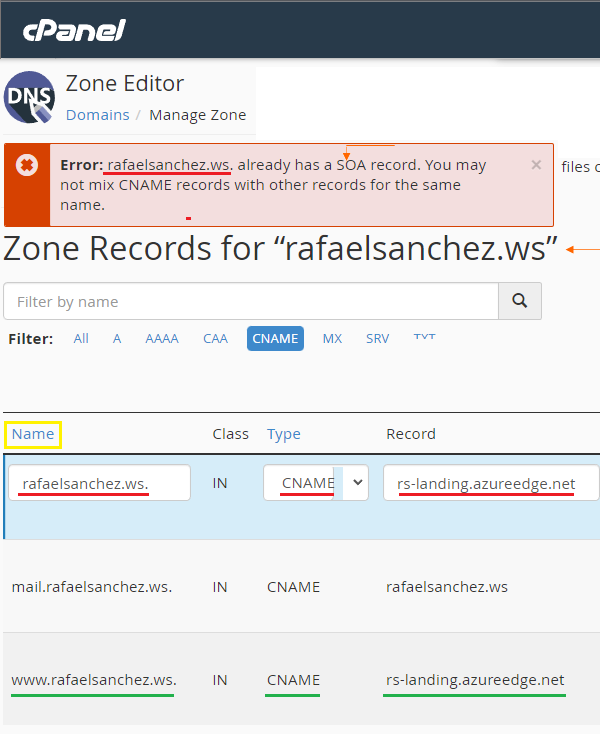 cPanel
DNS
Zone Editor
Domains / Manage Zone
Error: rafaelsanchez.ws. already has a SOA record. You may
not mix CNAME records with other records for the same
name.
×
files c
Zone Records for “rafaelsanchez.ws”
Filter by name
Filter: All A AAAA CAA CNAME MX SRV TXT
Name Class Type Record
rafaelsanchez.ws. IN CNAME rs-landing.azureedge.net
mail.rafaelsanchez.ws. IN CNAME rafaelsanchez.ws
www.rafaelsanchez.ws. IN CNAME rs-landing.azureedge.net